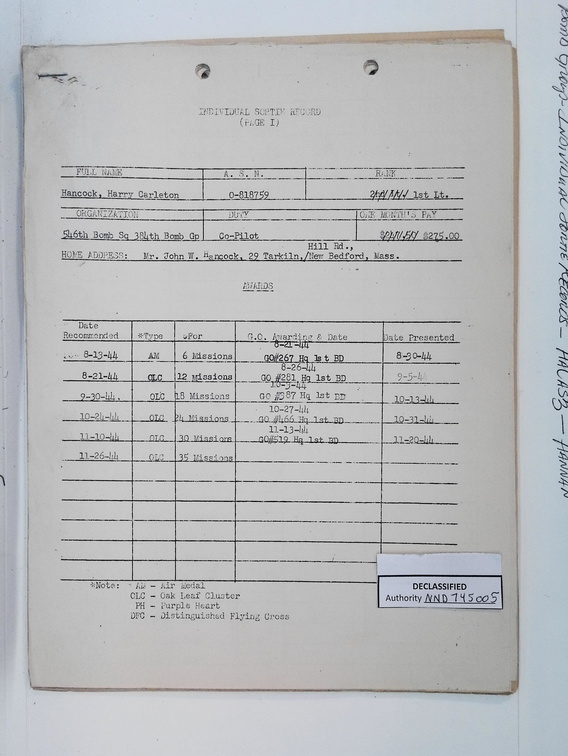 INDIVIDUAL SORTIE RECORD
(PAGE I)
FULL NAME A. S. N. RANK
Hancock, Harry Carleton 0-818759 1st Lt.
ORGANIZATION DUTY ONE MONTH'S PAY
546th Bomb Sq 384th Bomb Gp Co-Pilot $275.00
Hill Rd.,
HOME ADDRESS: Mr. John W. Hancock, 29 Tarkiln,/New Bedford, Mass.
AWARDS
Date
Recommended *Type *For G.O. Awarding & Date Date Presented
8-21-44
8-13-44 AM 6 Missions GO#267 Hq 1st BD 8-30-44
8-26-44
8-21-44 OLC 12 Missions GO #281 Hq 1st BD 9-5-44
10-3-44
9-30-44 OLC 18 Missions GO #387 Hq 1st BD 10-13-44
10-27-44
10-24-44 OLC 24 Missions GO #466 Hq 1st BD 10-31-44
11-13-44
11-10-44 OLC 30 Missions GO#519 Hq 1st BD 11-20-44
11-26-44 OLC 35 Missions
*Note: AM - Air Medal
OLC - Oak Leaf Cluster
PH - Purple Heart
DFC - Distinguished Flying Cross
DECLASSIFIED
Authority NND 745005
Bomb Group - Individual Sortie Records - HALASB - HANNAN